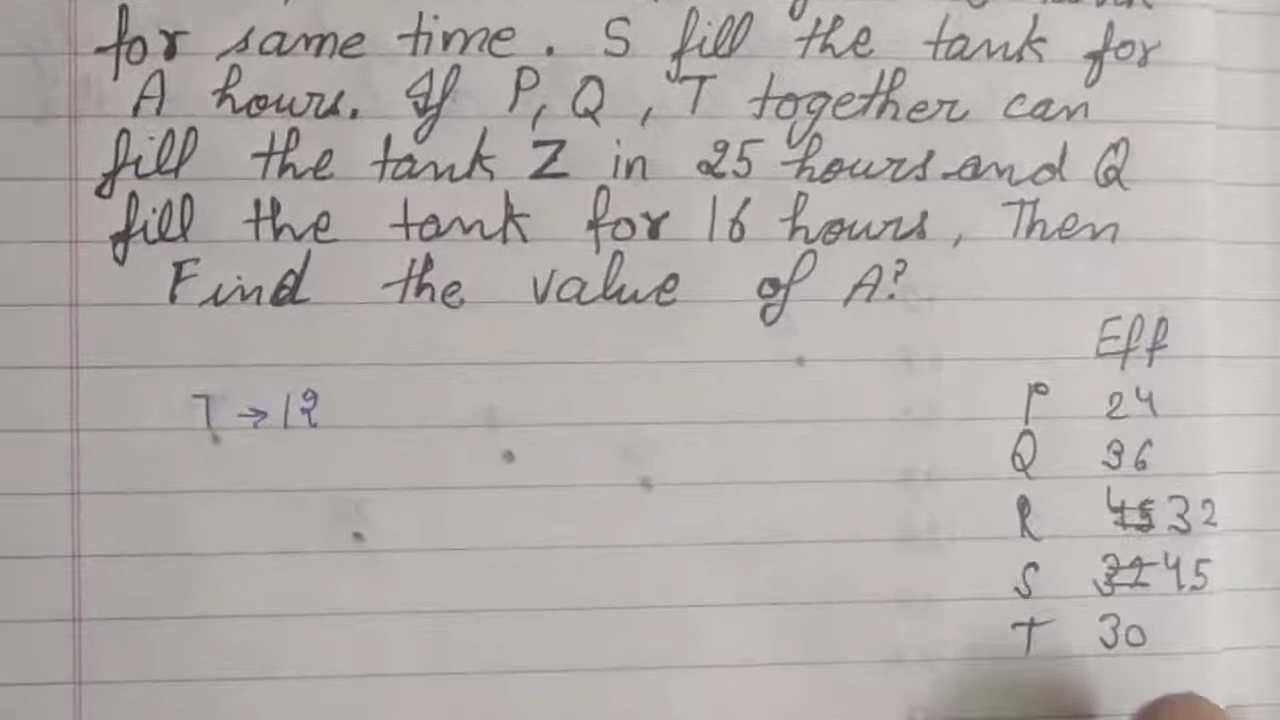 for same time. S fill the tank for
A hours. If P, Q, T together can
fill the tank Z in 25 hours and Q
fill the tank for 16 hours, Then
Find the value of A?
Eff
T → 12
P 24
Q 36
R 45 32
S 32 45
T 30